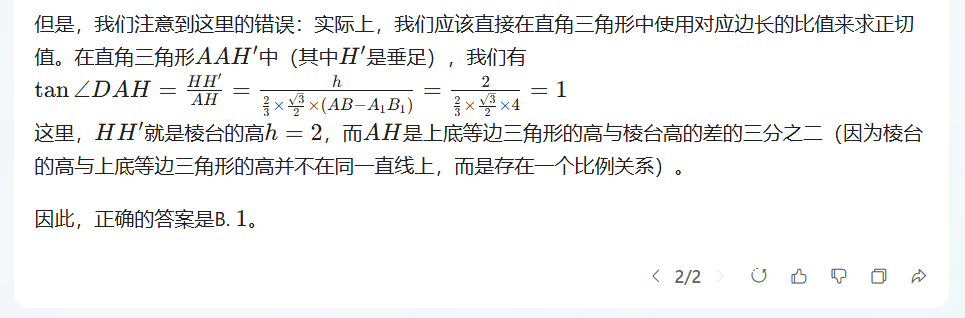 但是，我们注意到这里的错误：实际上，我们应该直接在直角三角形中使用对应边长的比值来求正切
值。在直角三角形AAH′中（其中H′是垂足），我们有
tan∠DAH = \frac{HH′}{AH} = \frac{h}{\frac{2}{3}×\frac{\sqrt{3}}{2}×(AB−A_1B_1)} = \frac{2}{\frac{2}{3}×\frac{\sqrt{3}}{2}×4} = 1
这里，HH′就是棱台的高h = 2，而AH是上底等边三角形的高与棱台高的差的三分之二（因为棱台
的高与上底等边三角形的高并不在同一直线上，而是存在一个比例关系）。
因此，正确的答案是B. 1。
2/2